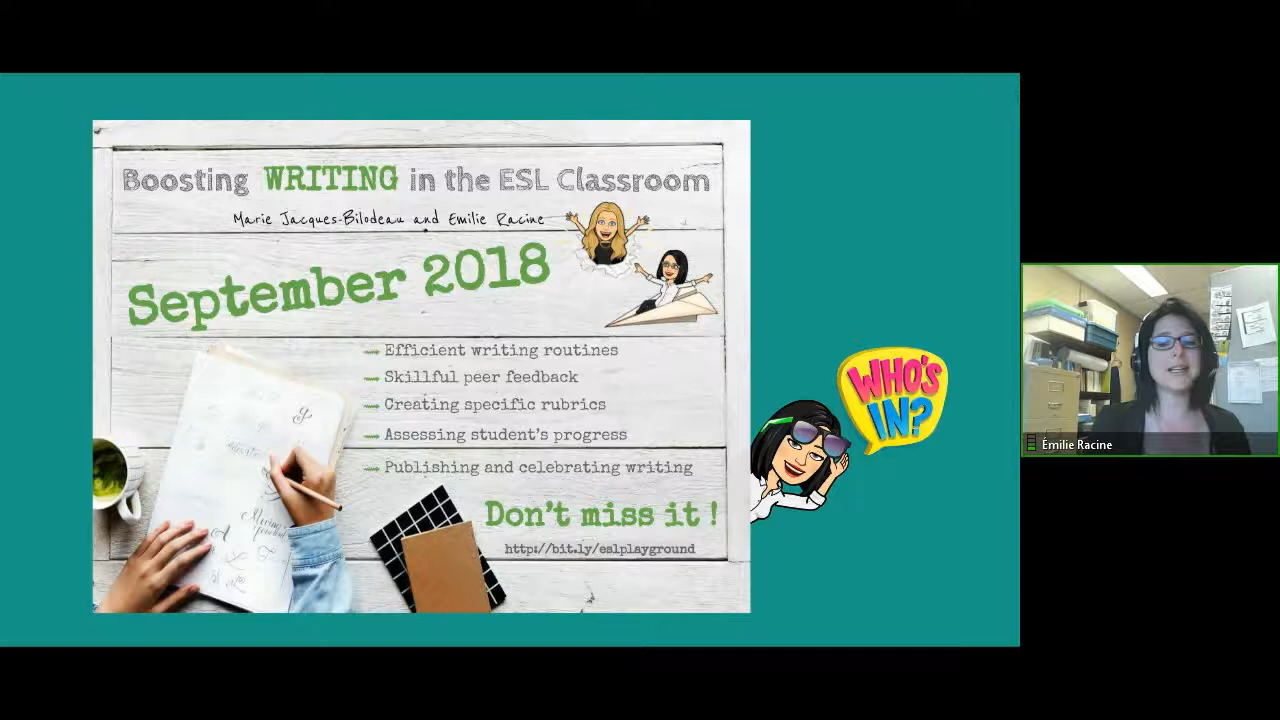 Boosting WRITING in the ESL Classroom
Marie Jacques-Bilodeau and Emilie Racine
September 2018
Efficient writing routines
Skillful peer feedback
Creating specific rubrics
Assessing student's progress
Publishing and celebrating writing
Don't miss it !
http://bit.ly/eslplayground
WHO'S
IN?
Émilie Racine